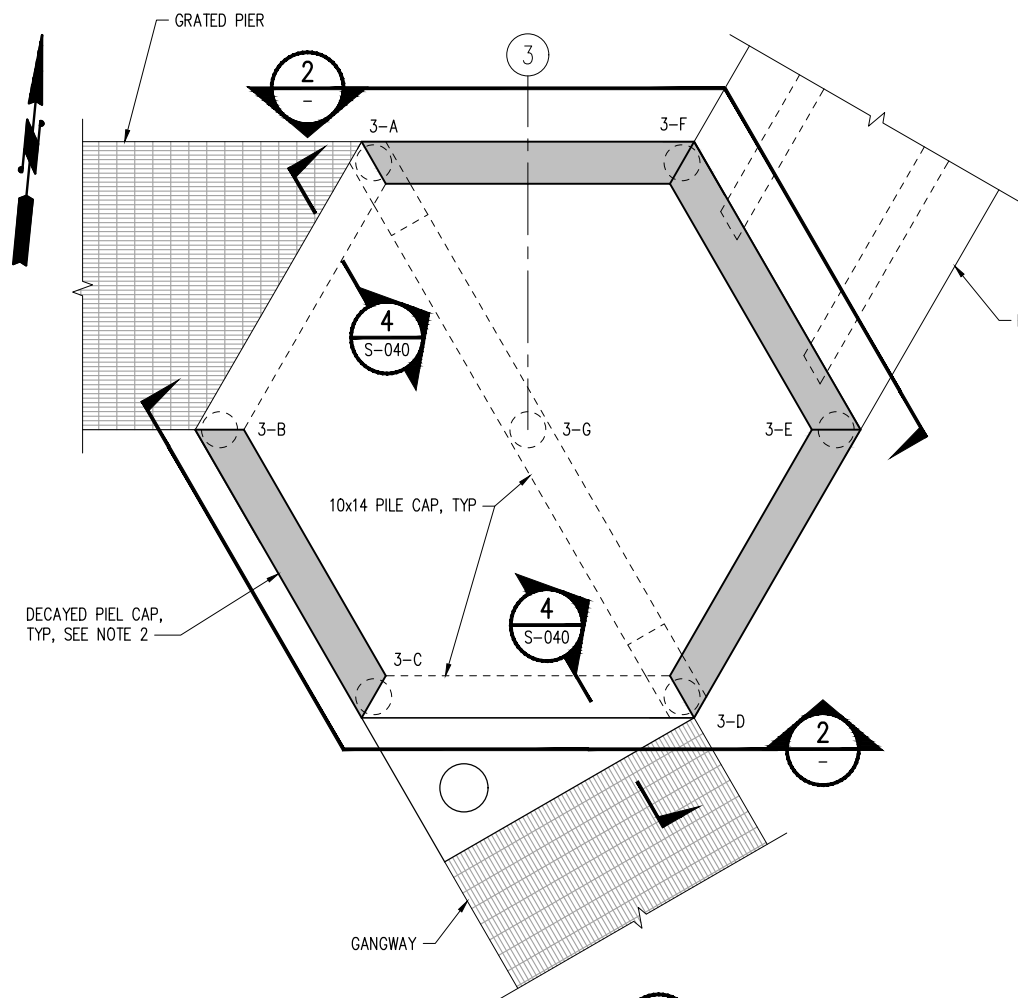 GRATED PIER
3
2
-
3-A
3-F
4
S-040
3-B
3-G
3-E
10x14 PILE CAP, TYP
DECAYED PIEL CAP,
TYP, SEE NOTE 2
4
S-040
3-C
3-D
2
-
GANGWAY